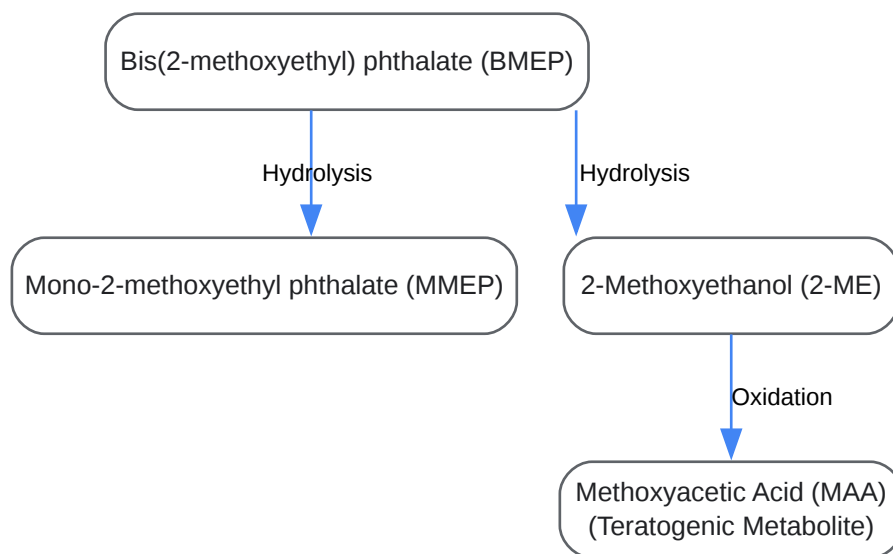 Bis(2-methoxyethyl) phthalate (BMEP)
Hydrolysis
Hydrolysis
Mono-2-methoxyethyl phthalate (MMEP)
2-Methoxyethanol (2-ME)
Oxidation
Methoxyacetic Acid (MAA)
(Teratogenic Metabolite)